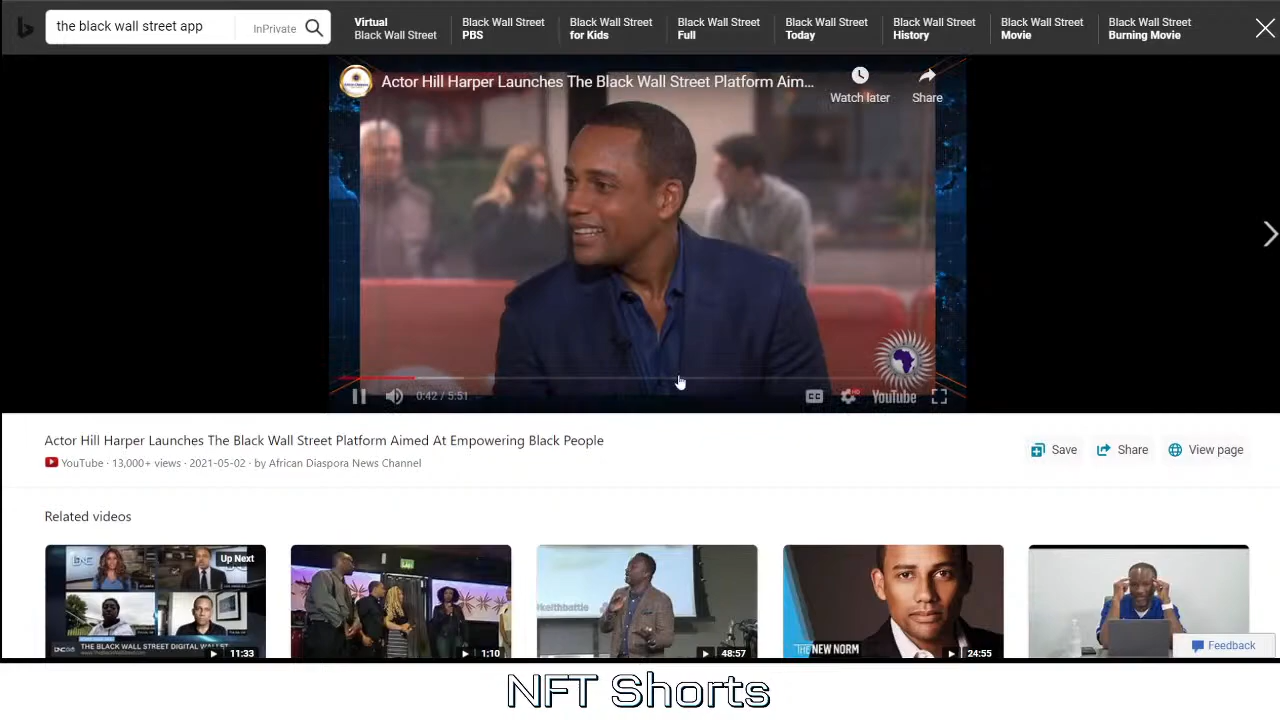 the black wall street app
InPrivate
Virtual
Black Wall Street
Black Wall Street
PBS
Black Wall Street
for Kids
Black Wall Street
Full
Black Wall Street
Today
Black Wall Street
History
Black Wall Street
Movie
Black Wall Street
Burning Movie
Actor Hill Harper Launches The Black Wall Street Platform Aim...
Watch later
Share
0:42 / 5:51
CC
HD
YouTube
Actor Hill Harper Launches The Black Wall Street Platform Aimed At Empowering Black People
YouTube · 13,000+ views · 2021-05-02 · by African Diaspora News Channel
Save
Share
View page
Related videos
Up Next
THE BLACK WALL STREET DIGITAL WALLET
11:33
1:10
#keithbattle
48:57
THE NEW NORM
24:55
Feedback
NFT Shorts